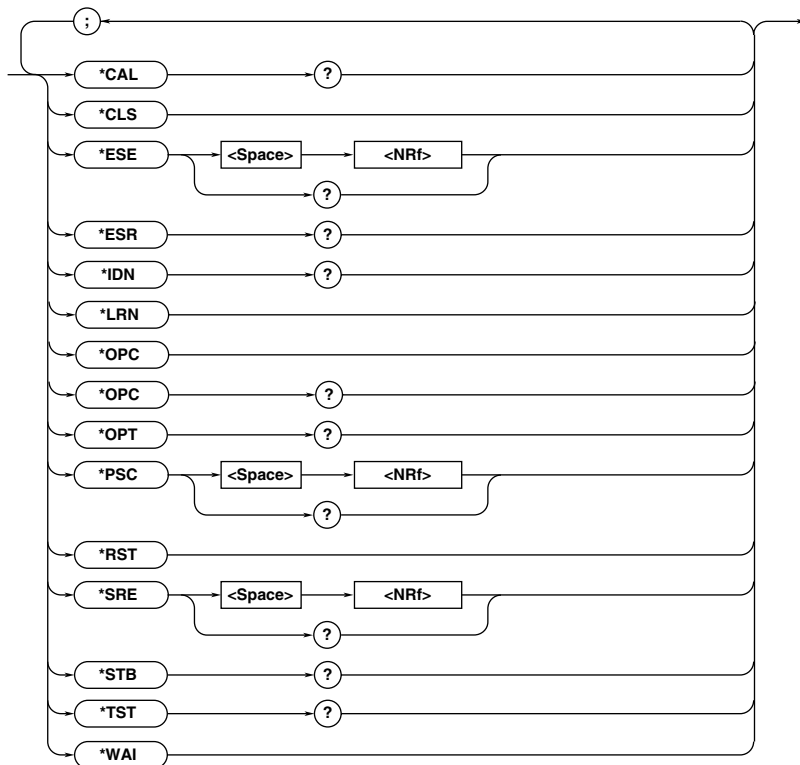 ;
*CAL ?
*CLS
*ESE <Space> <NRf>
?
*ESR ?
*IDN ?
*LRN
*OPC
*OPC ?
*OPT ?
*PSC <Space> <NRf>
?
*RST
*SRE <Space> <NRf>
?
*STB ?
*TST ?
*WAI